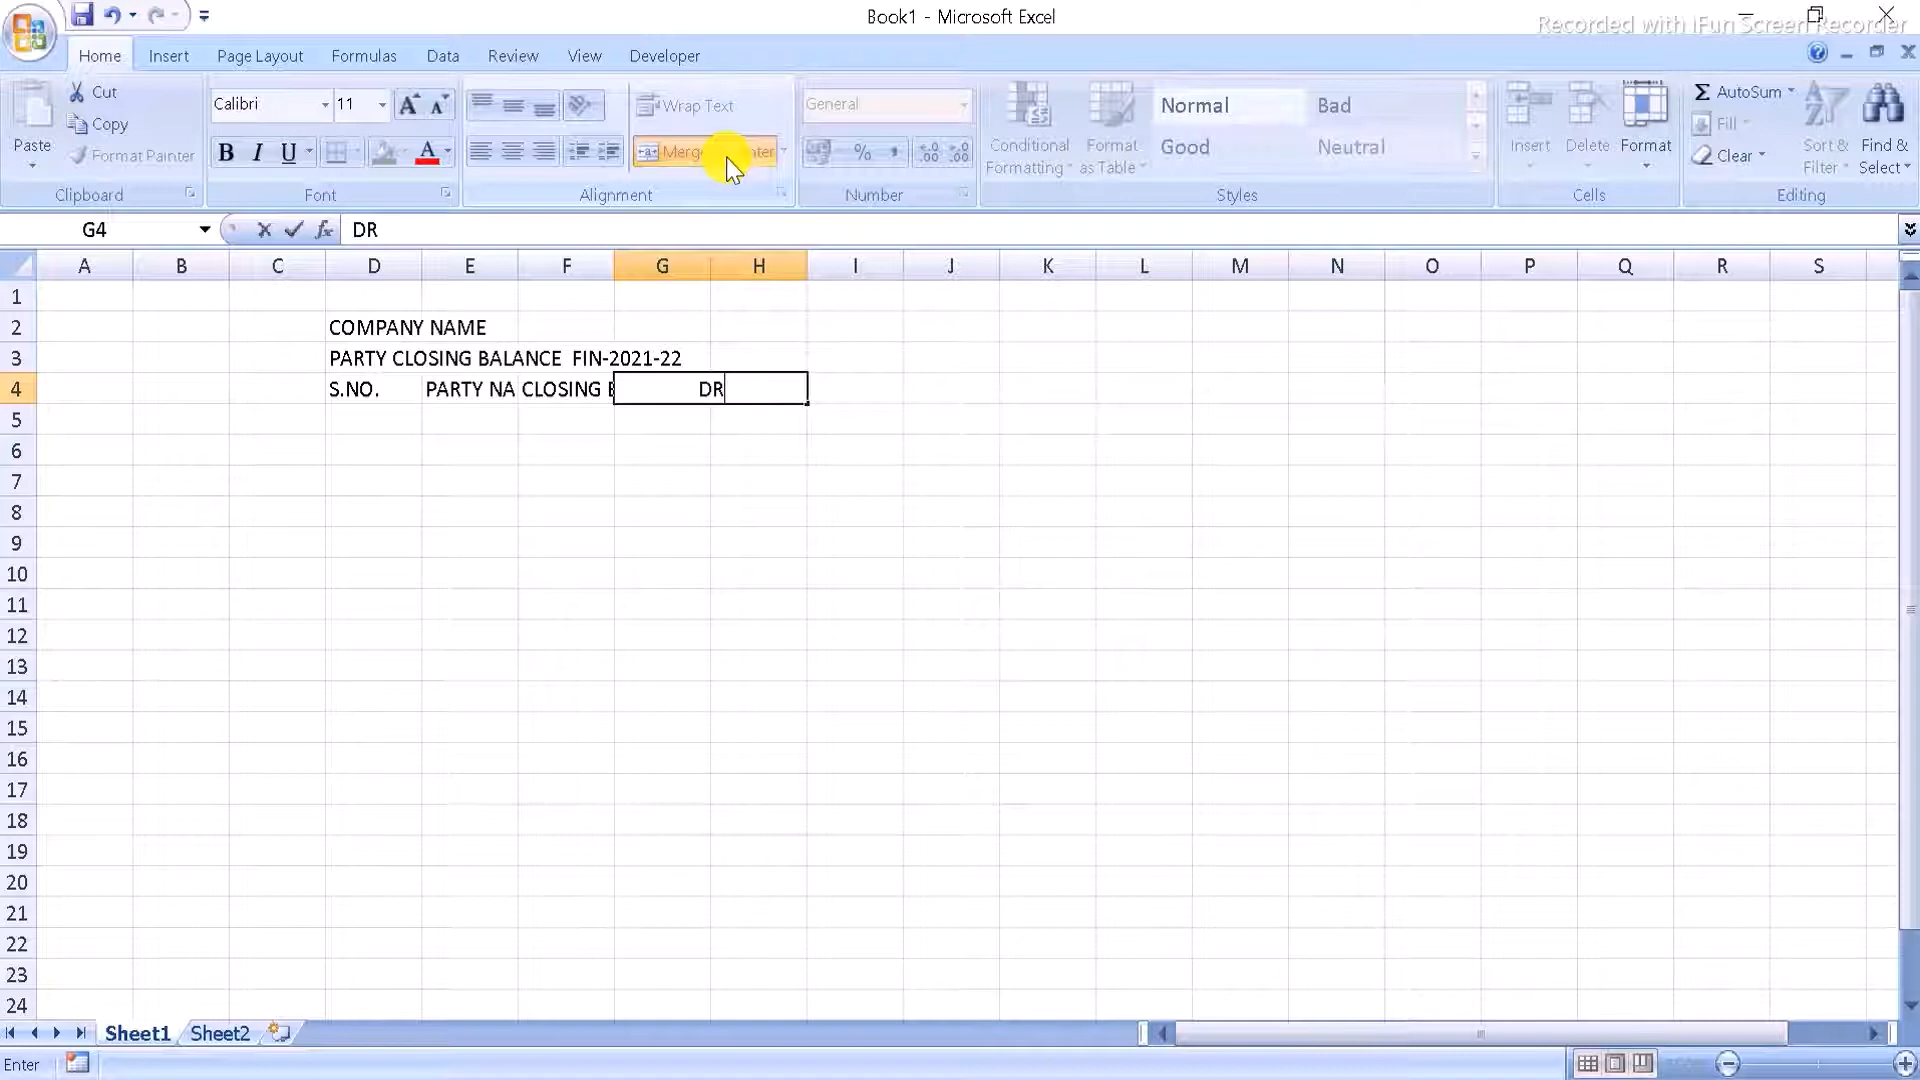 Book1 - Microsoft Excel
Recorded with iFun Screen Recorder
Home Insert Page Layout Formulas Data Review View Developer
Cut
Copy
Format Painter
Paste
Clipboard
Calibri 11
B I U A
Font
Wrap Text
Alignment
General
%
Number
Conditional Formatting
Format as Table
Normal Bad
Good Neutral
Styles
Insert Delete Format
Cells
Σ AutoSum
Fill
Clear
Sort & Filter
Find & Select
Editing
G4 fx DR
A B C D E F G H I J K L M N O P Q R S
1
2 COMPANY NAME
3 PARTY CLOSING BALANCE FIN-2021-22
4 S.NO. PARTY NA CLOSING DR
5
6
7
8
9
10
11
12
13
14
15
16
17
18
19
20
21
22
23
24
Sheet1 Sheet2
Enter